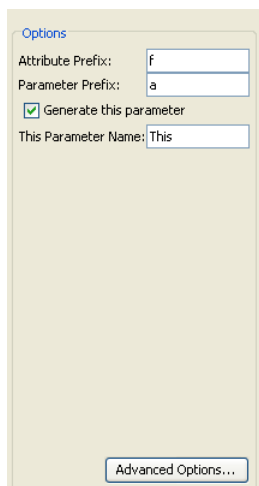 Options
Attribute Prefix: f
Parameter Prefix: a
Generate this parameter
This Parameter Name: This
Advanced Options...